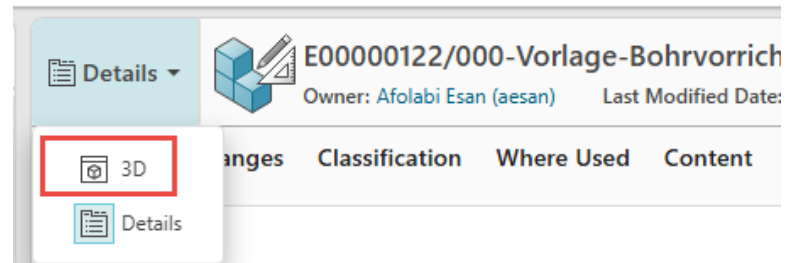 Details
E00000122/000-Vorlage-Bohrvorrich
Owner: Afolabi Esan (aesan) Last Modified Date:
3D
anges Classification Where Used Content
Details